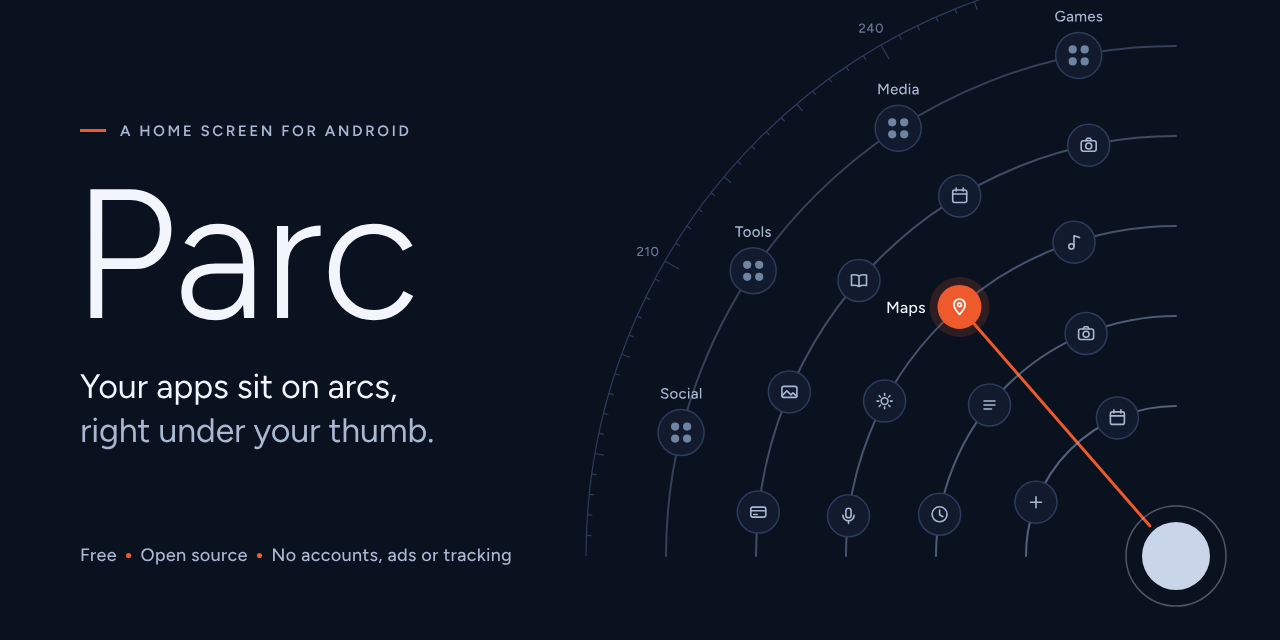 A HOME SCREEN FOR ANDROID
Parc
Your apps sit on arcs,
right under your thumb.
Free • Open source • No accounts, ads or tracking
Games
240
Media
Tools
210
Maps
Social